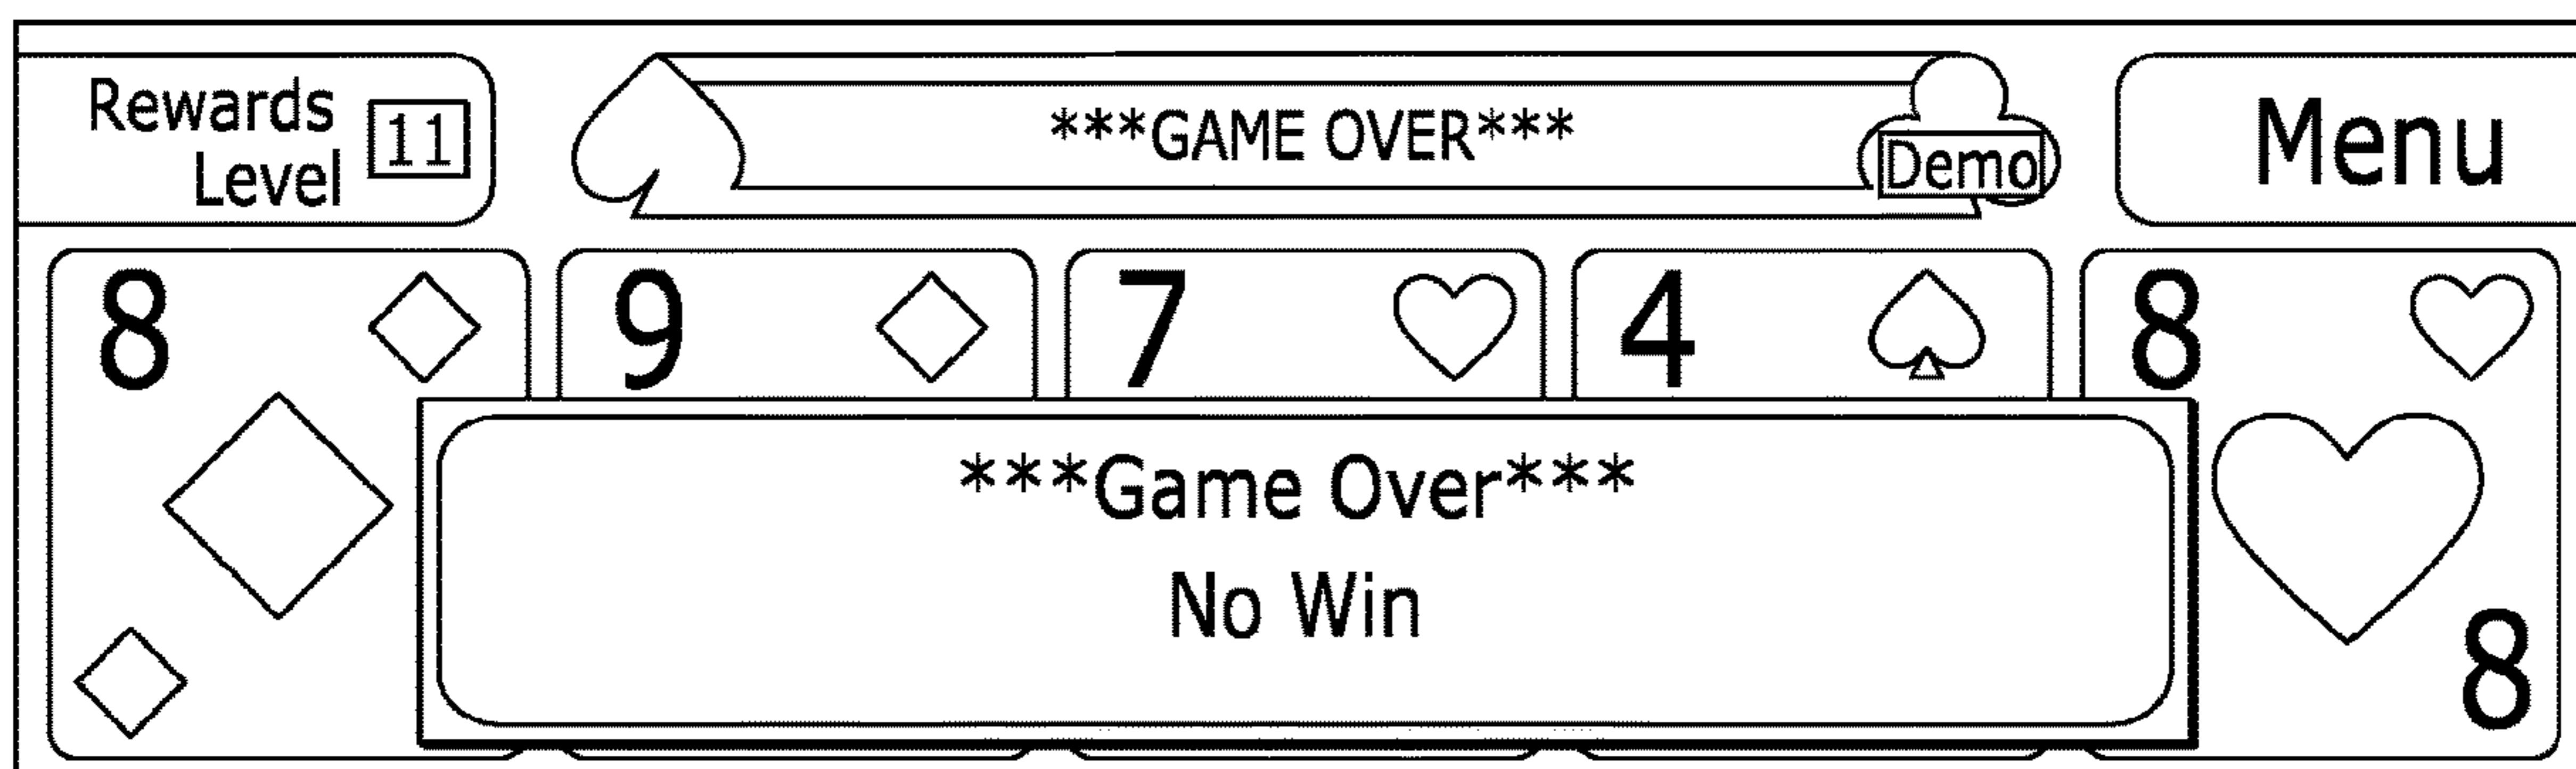 Rewards
Level 11
***GAME OVER***
Demo
Menu
8 9 7 4 8
***Game Over***
No Win
8